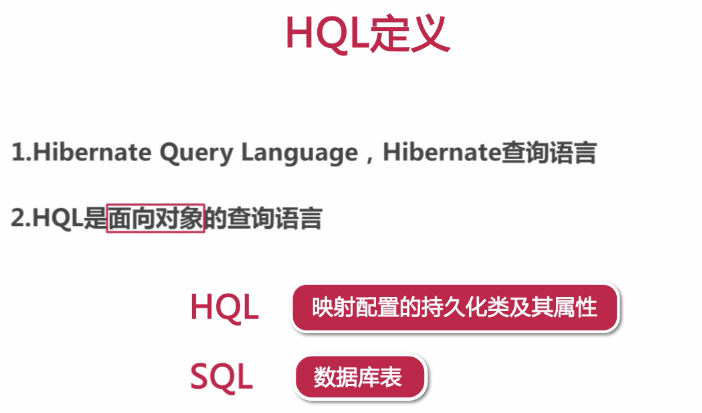 HQL定义
1.Hibernate Query Language，Hibernate查询语言
2.HQL是面向对象的查询语言
HQL 映射配置的持久化类及其属性
SQL 数据库表